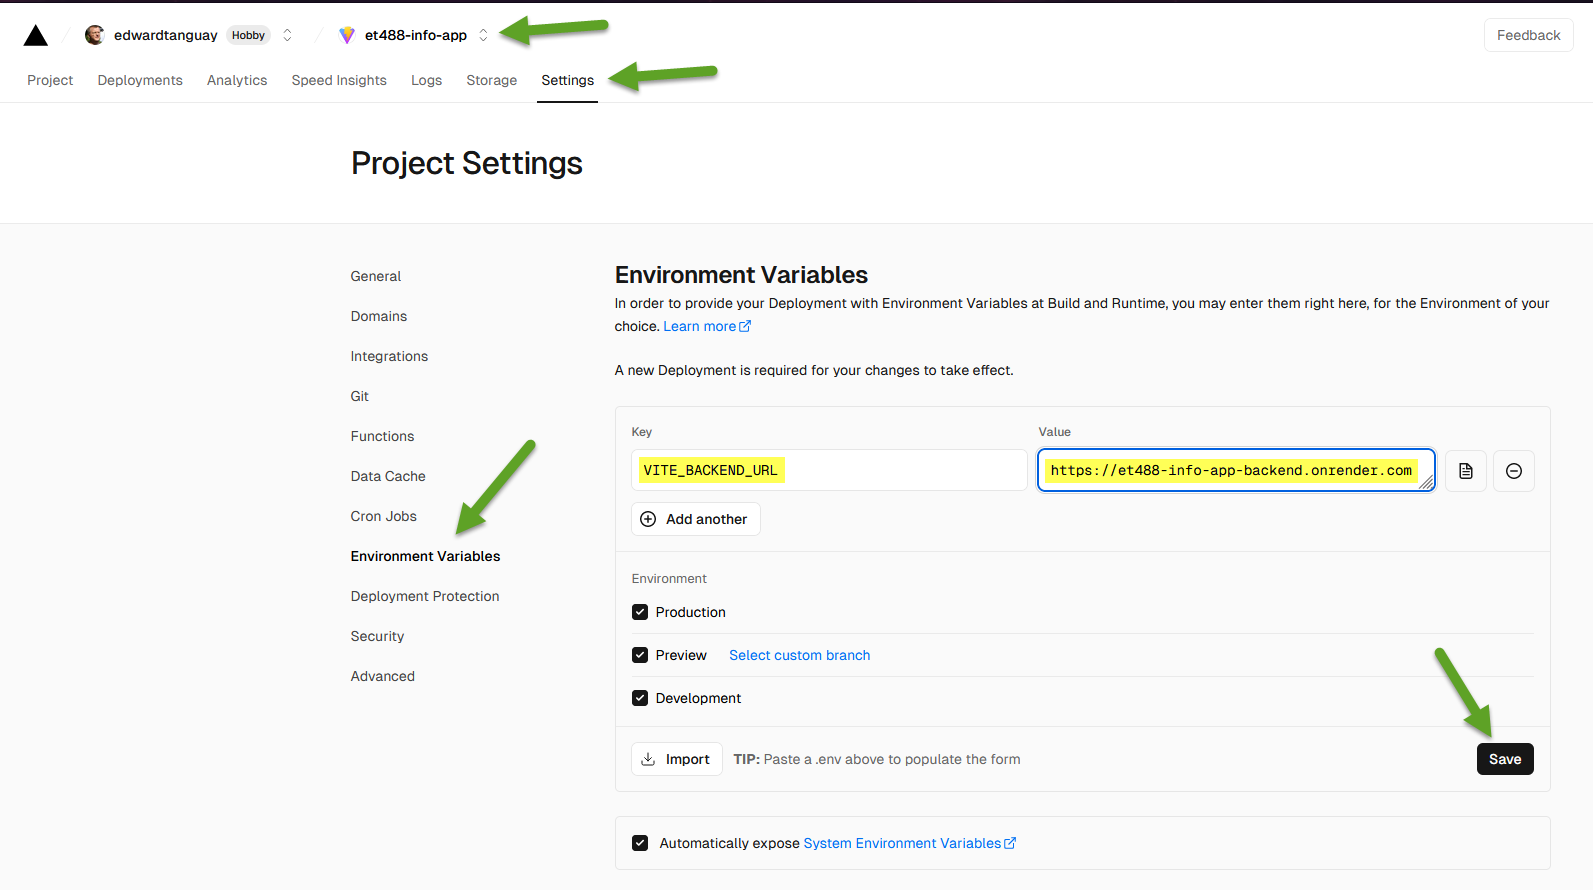 edwardtanguay Hobby et488-info-app Feedback
Project Deployments Analytics Speed Insights Logs Storage Settings
Project Settings
General
Domains
Integrations
Git
Functions
Data Cache
Cron Jobs
Environment Variables
Deployment Protection
Security
Advanced
Environment Variables
In order to provide your Deployment with Environment Variables at Build and Runtime, you may enter them right here, for the Environment of your
choice. Learn more
A new Deployment is required for your changes to take effect.
Key Value
VITE_BACKEND_URL https://et488-info-app-backend.onrender.com
Add another
Environment
Production
Preview Select custom branch
Development
Import TIP: Paste a .env above to populate the form Save
Automatically expose System Environment Variables